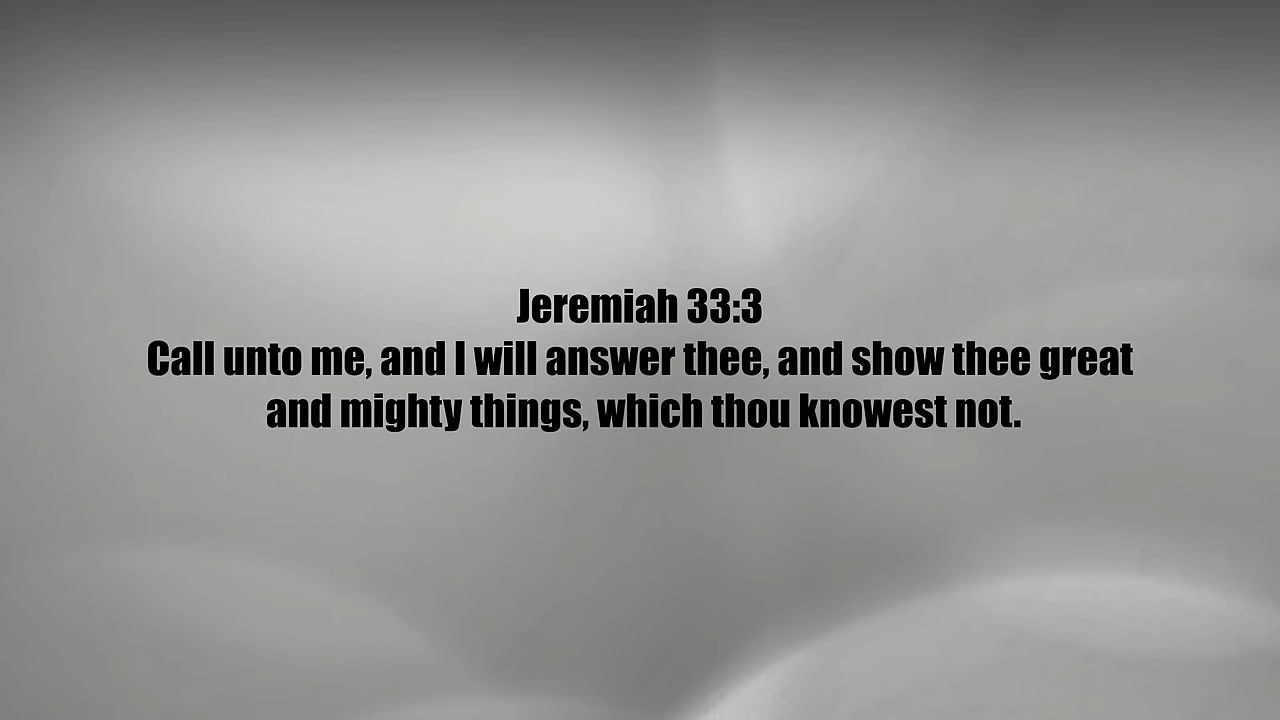 Jeremiah 33:3
Call unto me, and I will answer thee, and show thee great
and mighty things, which thou knowest not.